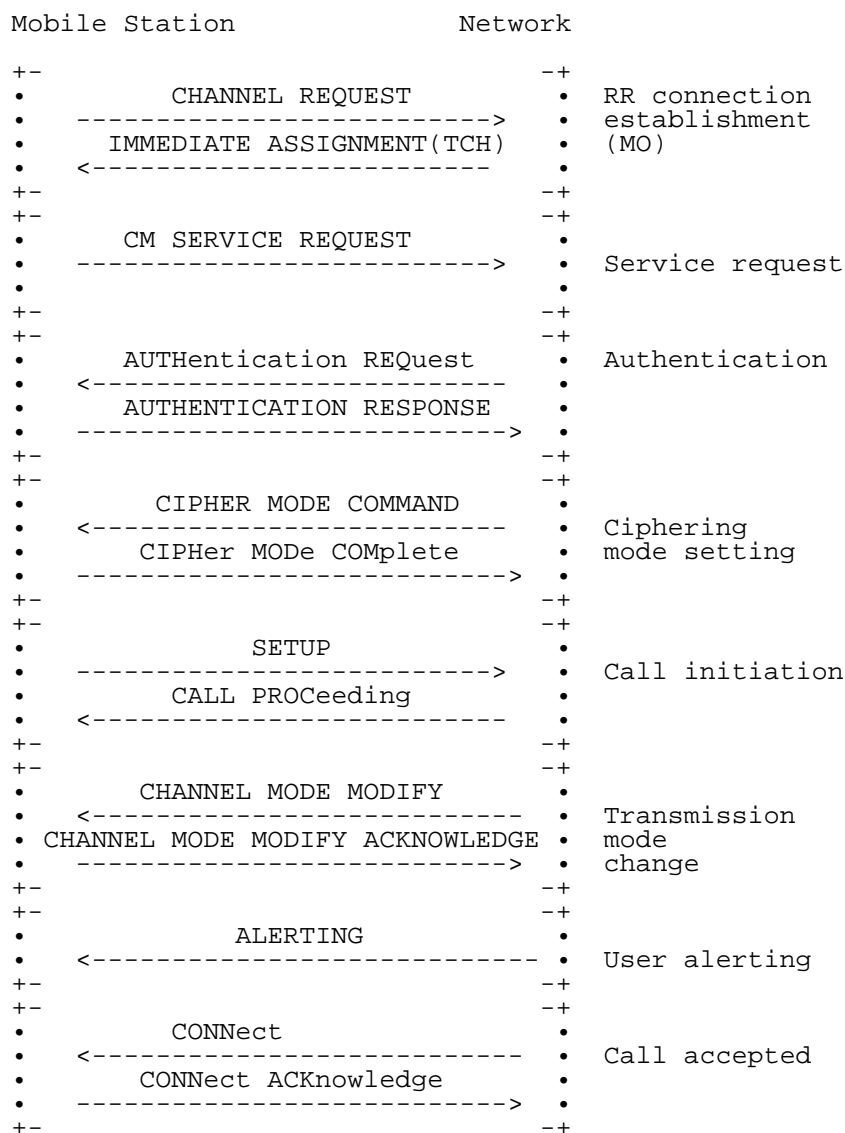 Mobile Station Network
+- -+
• CHANNEL REQUEST • RR connection
• --------------------------> • establishment
• IMMEDIATE ASSIGNMENT(TCH) • (MO)
• <------------------------- •
+- -+
+- -+
• CM SERVICE REQUEST •
• --------------------------> • Service request
• •
+- -+
+- -+
• AUTHentication REQuest • Authentication
• <-------------------------- •
• AUTHENTICATION RESPONSE •
• ---------------------------> •
+- -+
+- -+
• CIPHER MODE COMMAND •
• <-------------------------- • Ciphering
• CIPHer MODe COMplete • mode setting
• ---------------------------> •
+- -+
+- -+
• SETUP •
• --------------------------> • Call initiation
• CALL PROCeeding •
• <-------------------------- •
+- -+
+- -+
• CHANNEL MODE MODIFY •
• <--------------------------- • Transmission
• CHANNEL MODE MODIFY ACKNOWLEDGE • mode
• ---------------------------> • change
+- -+
+- -+
• ALERTING •
• <---------------------------- • User alerting
+- -+
+- -+
• CONNect •
• <--------------------------- • Call accepted
• CONNect ACKnowledge •
• ---------------------------> •
+- -+